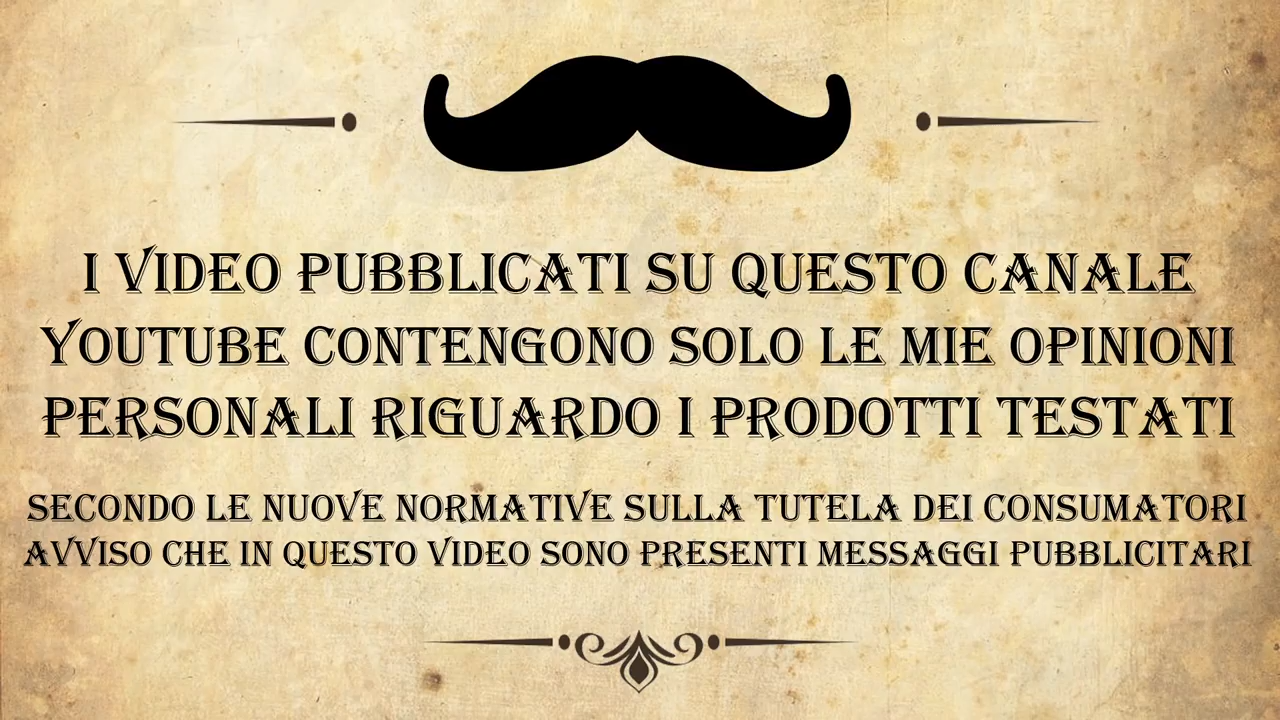 I VIDEO PUBBLICATI SU QUESTO CANALE
YOUTUBE CONTENGONO SOLO LE MIE OPINIONI
PERSONALI RIGUARDO I PRODOTTI TESTATI
SECONDO LE NUOVE NORMATIVE SULLA TUTELA DEI CONSUMATORI
AVVISO CHE IN QUESTO VIDEO SONO PRESENTI MESSAGGI PUBBLICITARI